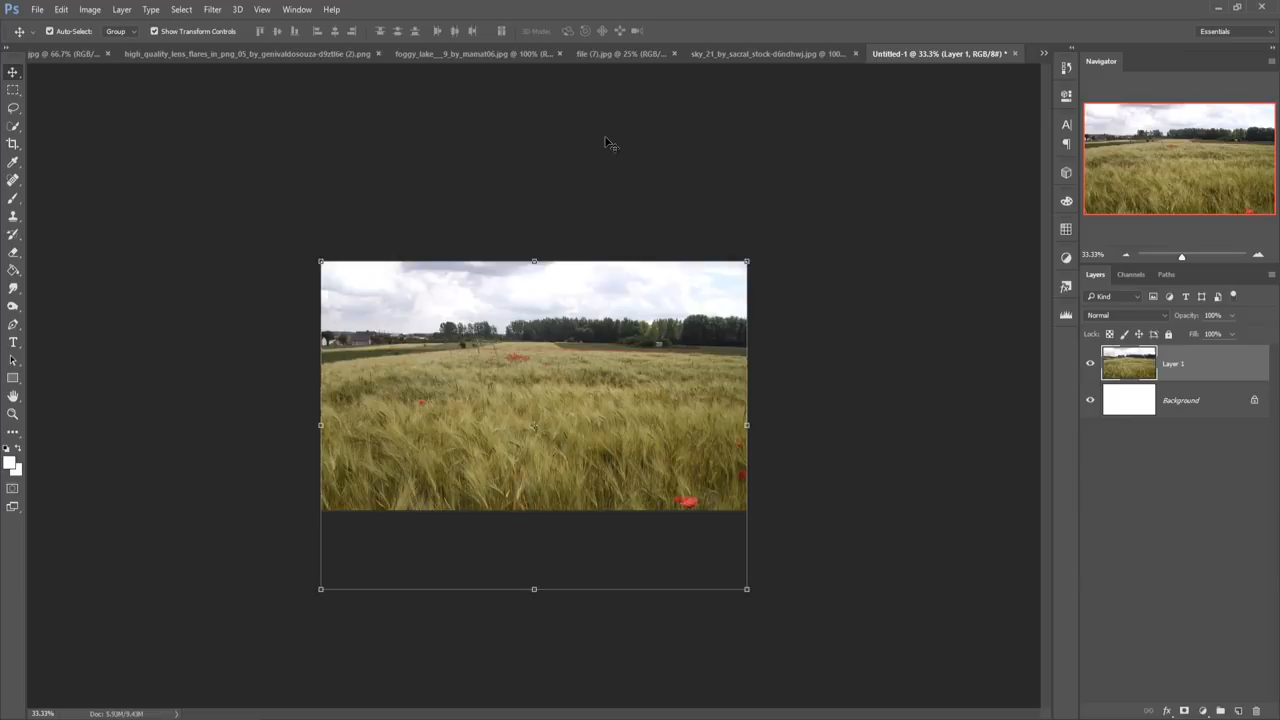 Ps File Edit Image Layer Type Select Filter 3D View Window Help
Auto-Select: Group Show Transform Controls 3D Mode: Essentials
jpg @ 66.7% (RGB/... × high_quality_lens_flares_in_png_05_by_genivaldosouza-d9zfl6e (2).png × foggy_lake__9_by_mamat06.jpg @ 100% (R... × file (7).jpg @ 25% (RGB/... × sky_21_by_sacral_stock-d6ndhwj.jpg @ 100... × Untitled-1 @ 33.3% (Layer 1, RGB/8#) * ×
Navigator
33.33%
Layers Channels Paths
Kind
Normal Opacity: 100%
Lock: Fill: 100%
Layer 1
Background
33.33% Doc: 5.93M/9.43M